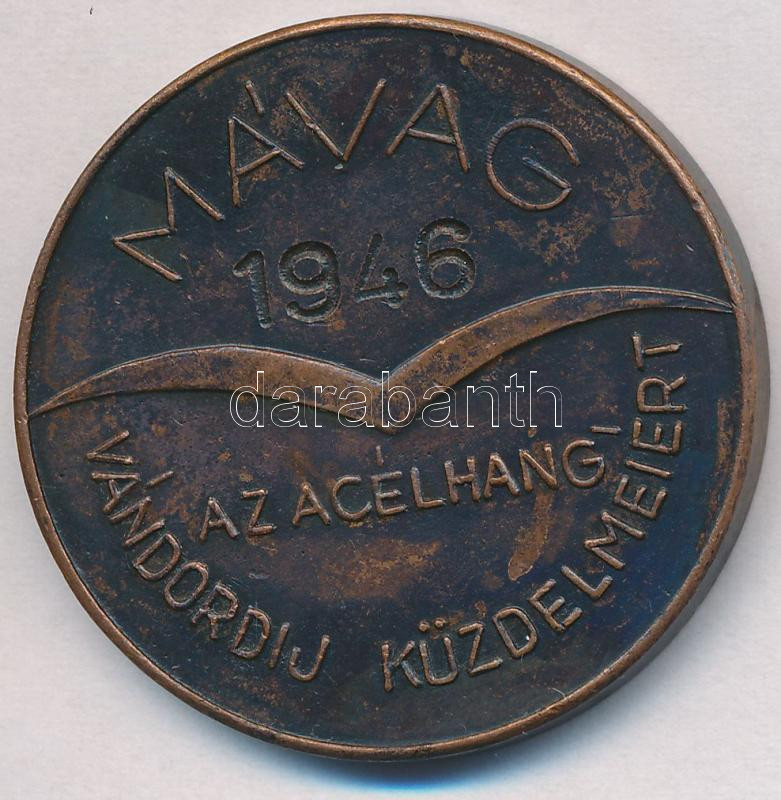 MÁVAG
1946
darabanth
AZ ACÉLHANG
VÁNDORDIJ KÜZDELMEIÉRT